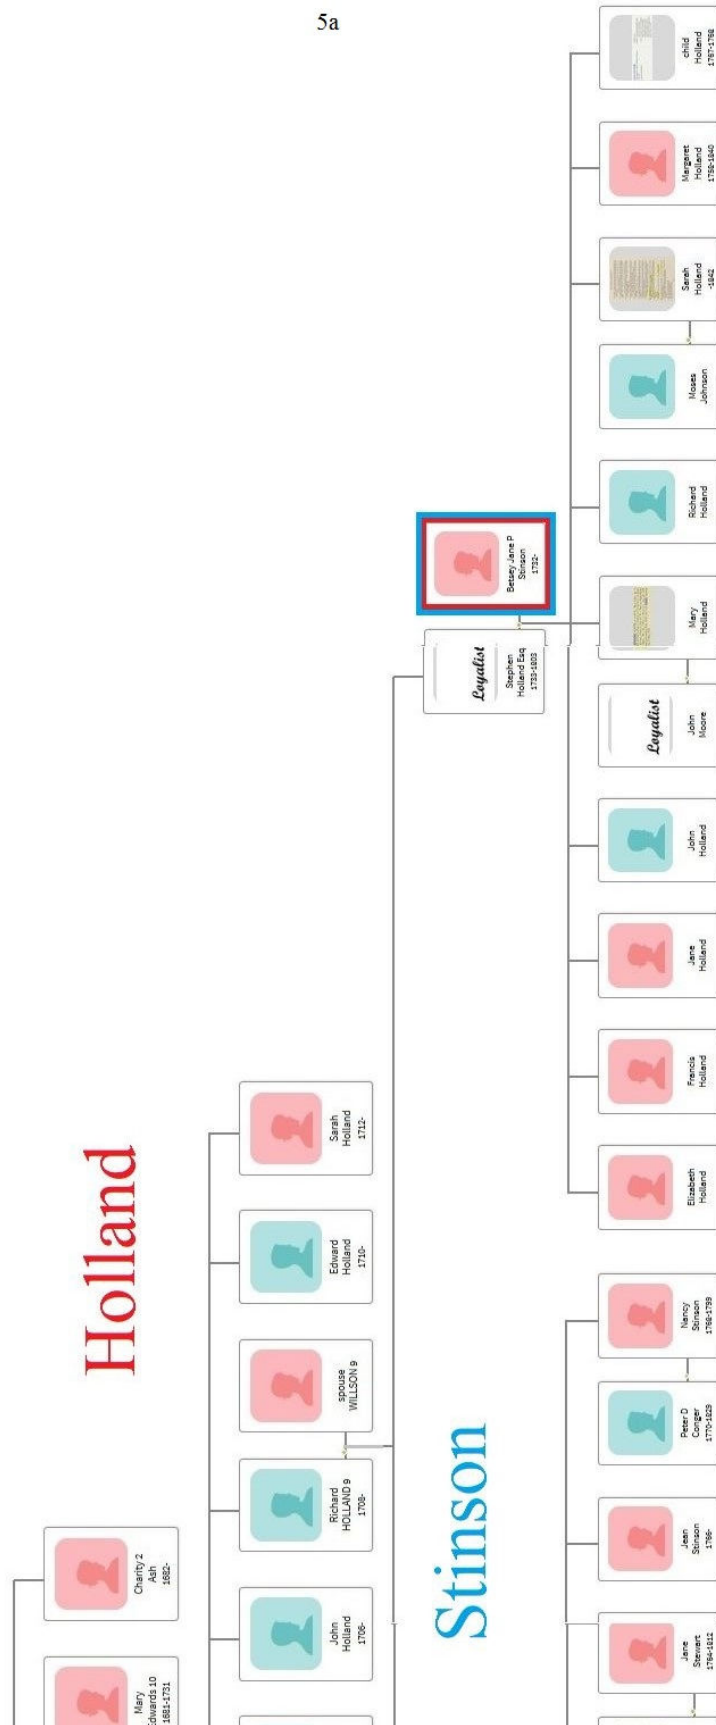 5a
child
Holland
1767-1768
Margaret
Holland
1758-1840
Sarah
Holland
-1842
Moses
Johnson
Richard
Holland
Betsey Jane P
Stinson
1732-
Mary
Holland
Loyalist
Stephen
Holland Esq
1733-1803
Loyalist
John
Moore
John
Holland
Jane
Holland
Francis
Holland
Elizabeth
Holland
Holland
Sarah
Holland
1712-
Edward
Holland
1710-
spouse
WILLSON 9
Richard
HOLLAND 9
1708-
John
Holland
1706-
Charity 2
Ash
1682-
Mary
dwards 10
1681-1731
Stinson
Nancy
Stinson
1768-1799
Peter D
Conger
1770-1829
Jean
Stinson
1766-
Jane
Stewart
1764-1812